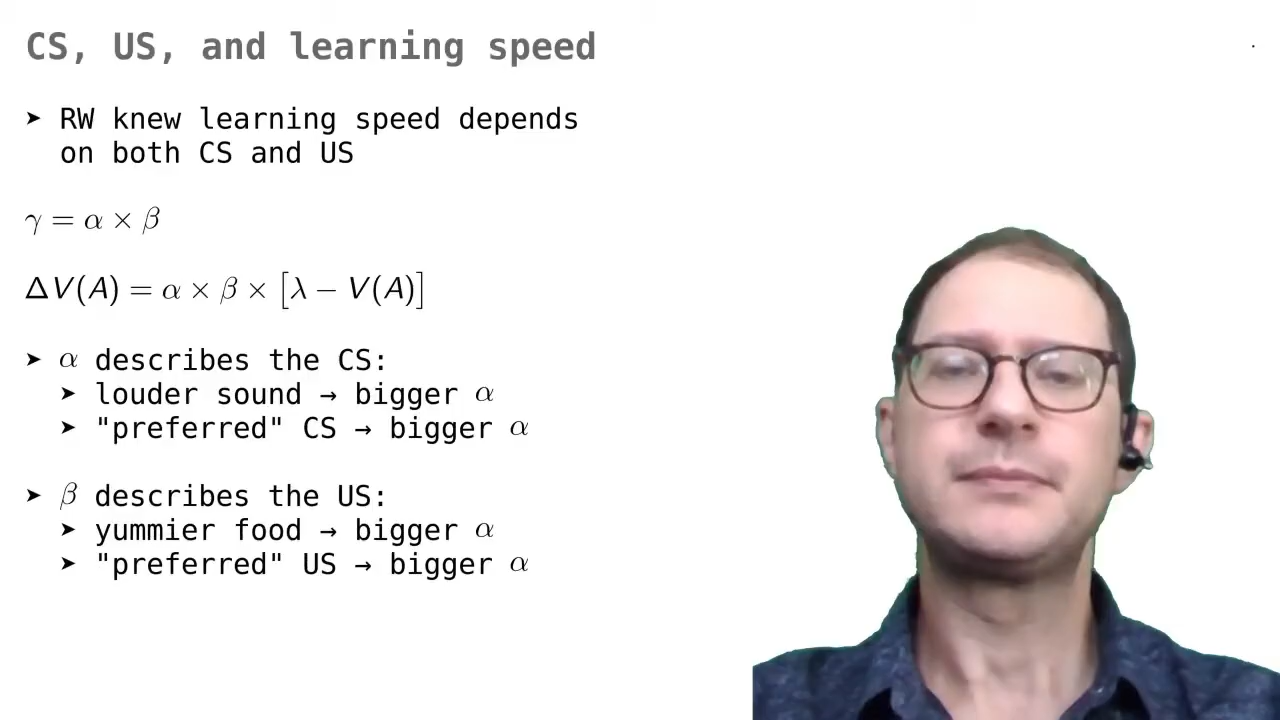 CS, US, and learning speed
➤ RW knew learning speed depends
on both CS and US
γ = α × β
ΔV(A) = α × β × [λ − V(A)]
➤ α describes the CS:
➤ louder sound → bigger α
➤ "preferred" CS → bigger α
➤ β describes the US:
➤ yummier food → bigger α
➤ "preferred" US → bigger α